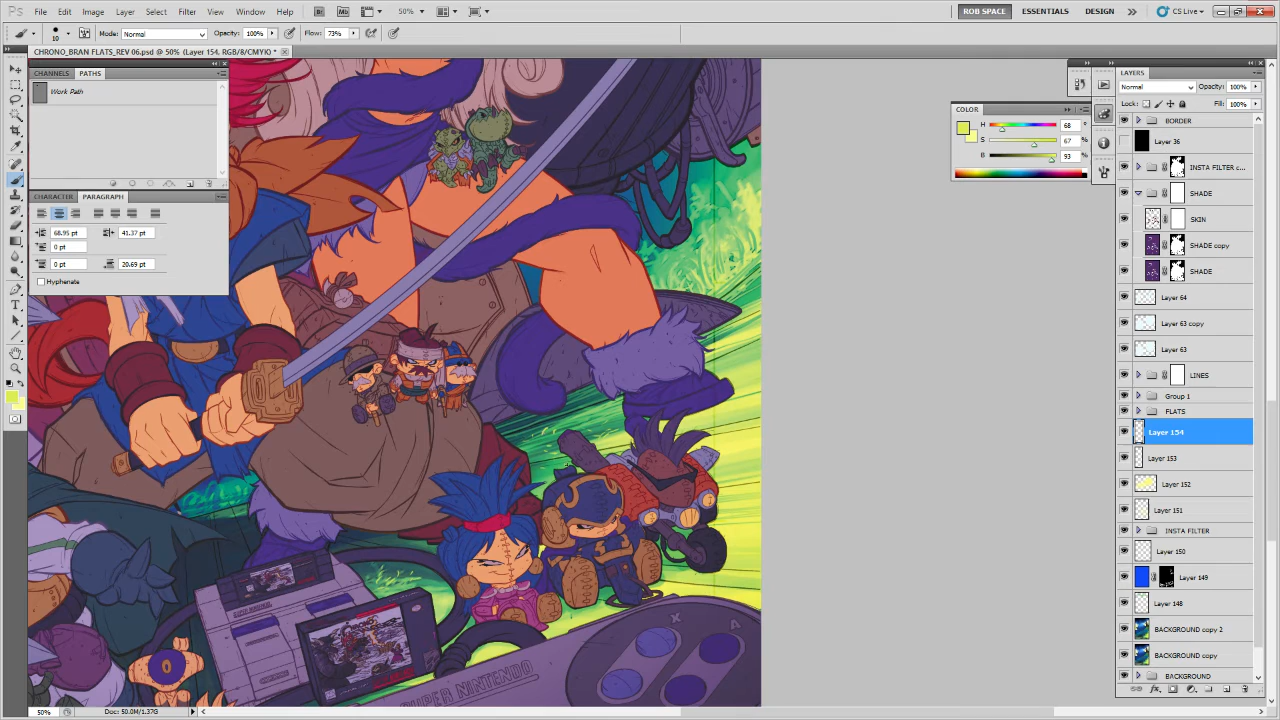 Ps File Edit Image Layer Select Filter View Window Help Br Mb 50% ROB SPACE ESSENTIALS DESIGN CS Live
10 Mode: Normal Opacity: 100% Flow: 73%
CHRONO_BRAN FLATS_REV 06.psd @ 50% (Layer 154, RGB/8/CMYK) *
CHANNELS PATHS
Work Path
CHARACTER PARAGRAPH
68.95 pt 41.37 pt
0 pt
0 pt 20.69 pt
Hyphenate
COLOR
H 68 °
S 67 %
B 93 %
LAYERS
Normal Opacity: 100%
Lock: Fill: 100%
BORDER
Layer 36
INSTA FILTER c...
SHADE
SKIN
SHADE copy
SHADE
Layer 64
Layer 63 copy
Layer 63
LINES
Group 1
FLATS
Layer 154
Layer 153
Layer 152
Layer 151
INSTA FILTER
Layer 150
Layer 149
Layer 148
BACKGROUND copy 2
BACKGROUND copy
BACKGROUND
X A
SUPER NINTENDO
50% Doc: 50.0M/1.37G